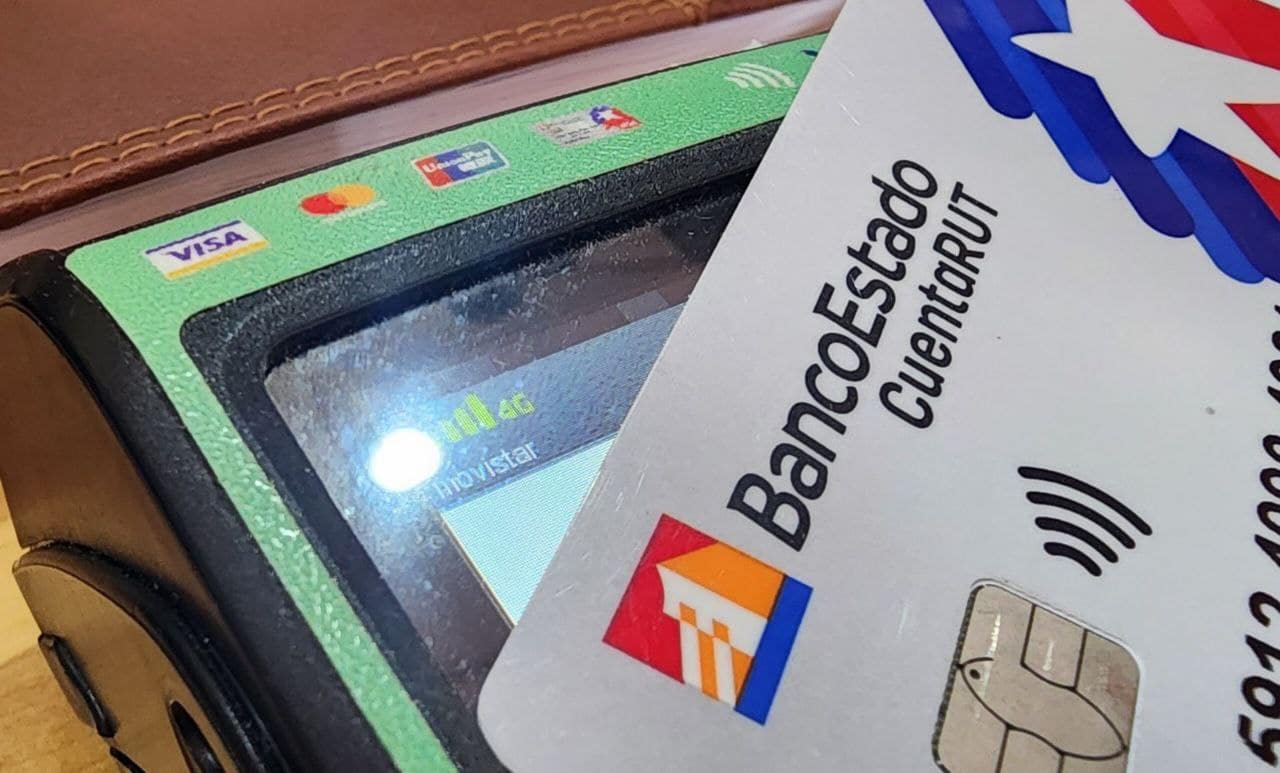 VISA
UnionPay
4G
movistar
BancoEstado
CuentaRUT